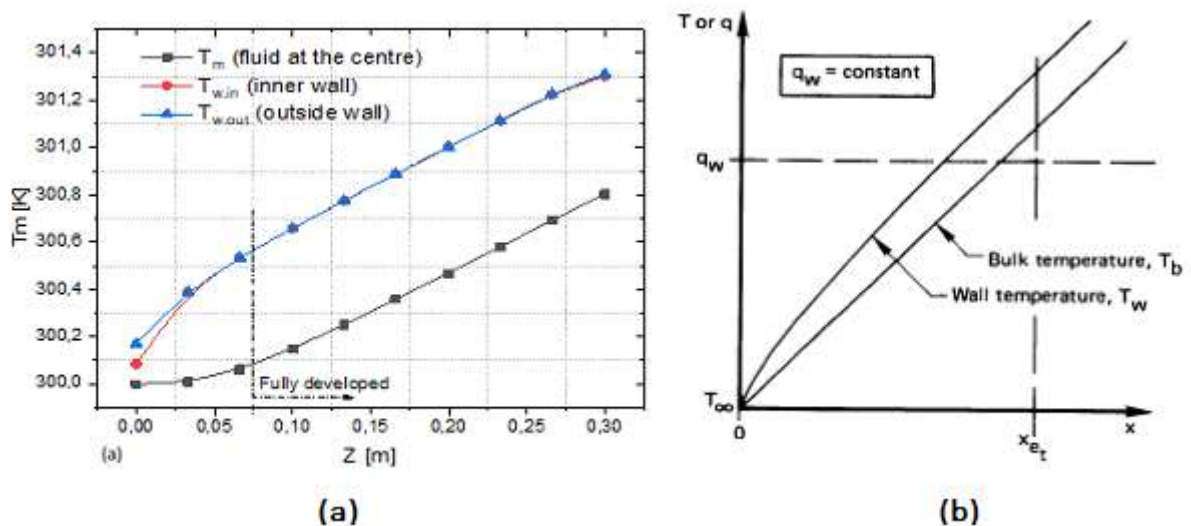 301,4
301,2
301,0
300,8
300,6
300,4
300,2
300,0
Tm [K]
T_m (fluid at the centre)
T_w.in (inner wall)
T_w.out (outside wall)
Fully developed
0,00 0,05 0,10 0,15 0,20 0,25 0,30
(a)
Z [m]
(a)
T or q
q_w = constant
q_w
Bulk temperature, T_b
Wall temperature, T_w
T_∞
0
x_e_t
x
(b)